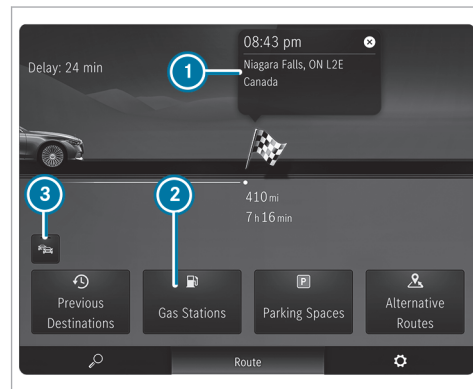 08:43 pm
Delay: 24 min
1
Niagara Falls, ON L2E
Canada
2
410 mi
3
7 h 16 min
P
Previous
Destinations
Gas Stations
Parking Spaces
Alternative
Routes
Route